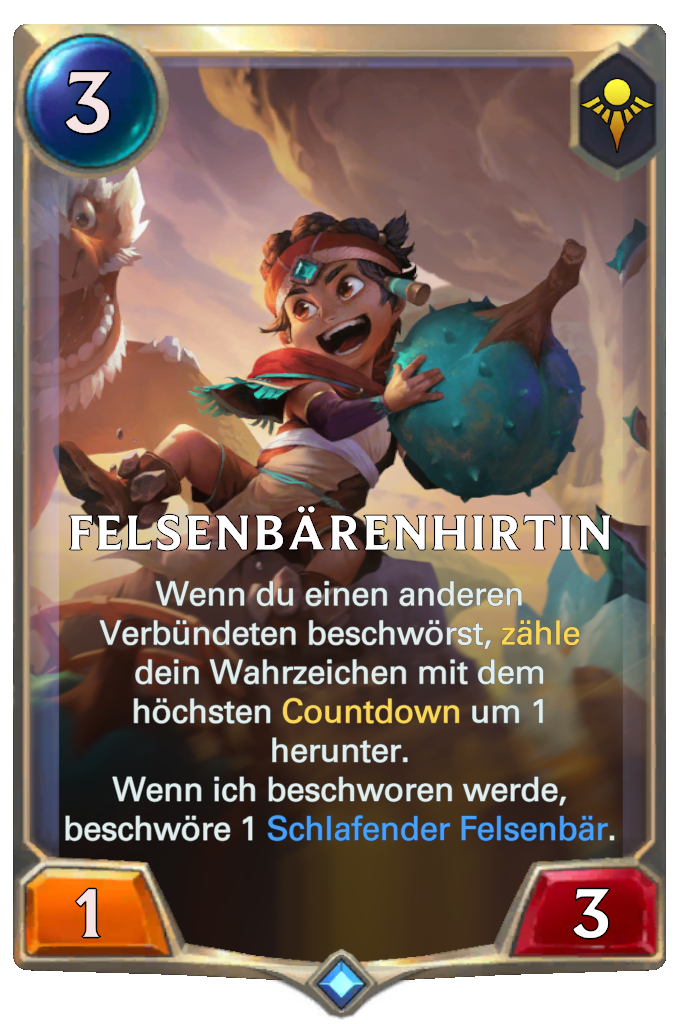 3
FELSENBÄRENHIRTIN
Wenn du einen anderen
Verbündeten beschwörst, zähle
dein Wahrzeichen mit dem
höchsten Countdown um 1
herunter.
Wenn ich beschworen werde,
beschwöre 1 Schlafender Felsenbär.
1
3